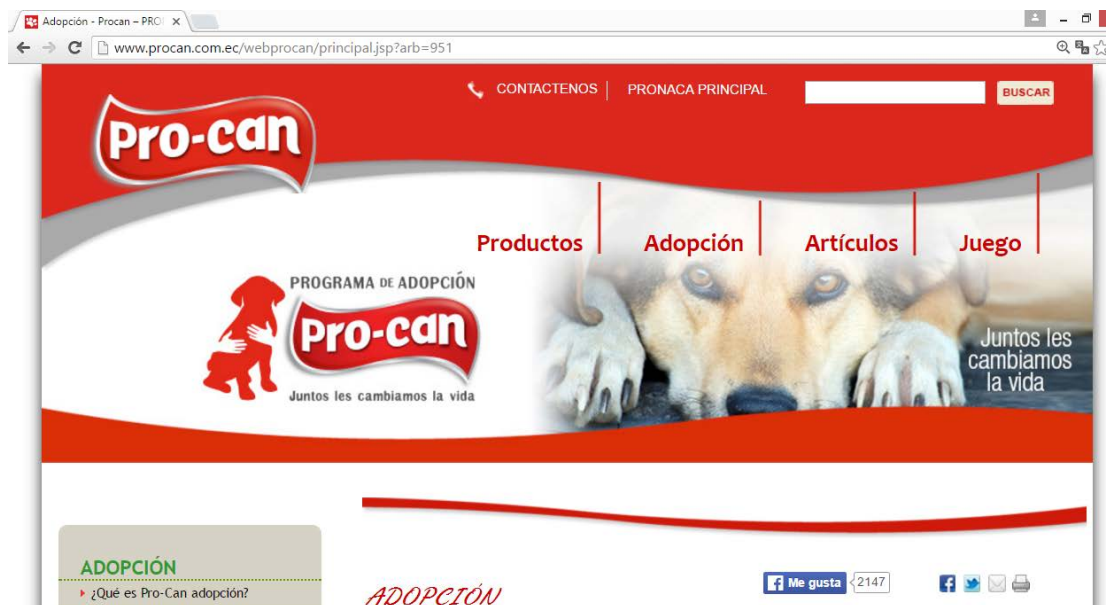 Adopción - Procan – PRO
www.procan.com.ec/webprocan/principal.jsp?arb=951
CONTACTENOS
PRONACA PRINCIPAL
BUSCAR
Pro-can
Productos
Adopción
Artículos
Juego
PROGRAMA DE ADOPCIÓN
Pro-can
Juntos les cambiamos la vida
Juntos les
cambiamos
la vida
ADOPCIÓN
¿Qué es Pro-Can adopción?
ADOPCIÓN
Me gusta
2147